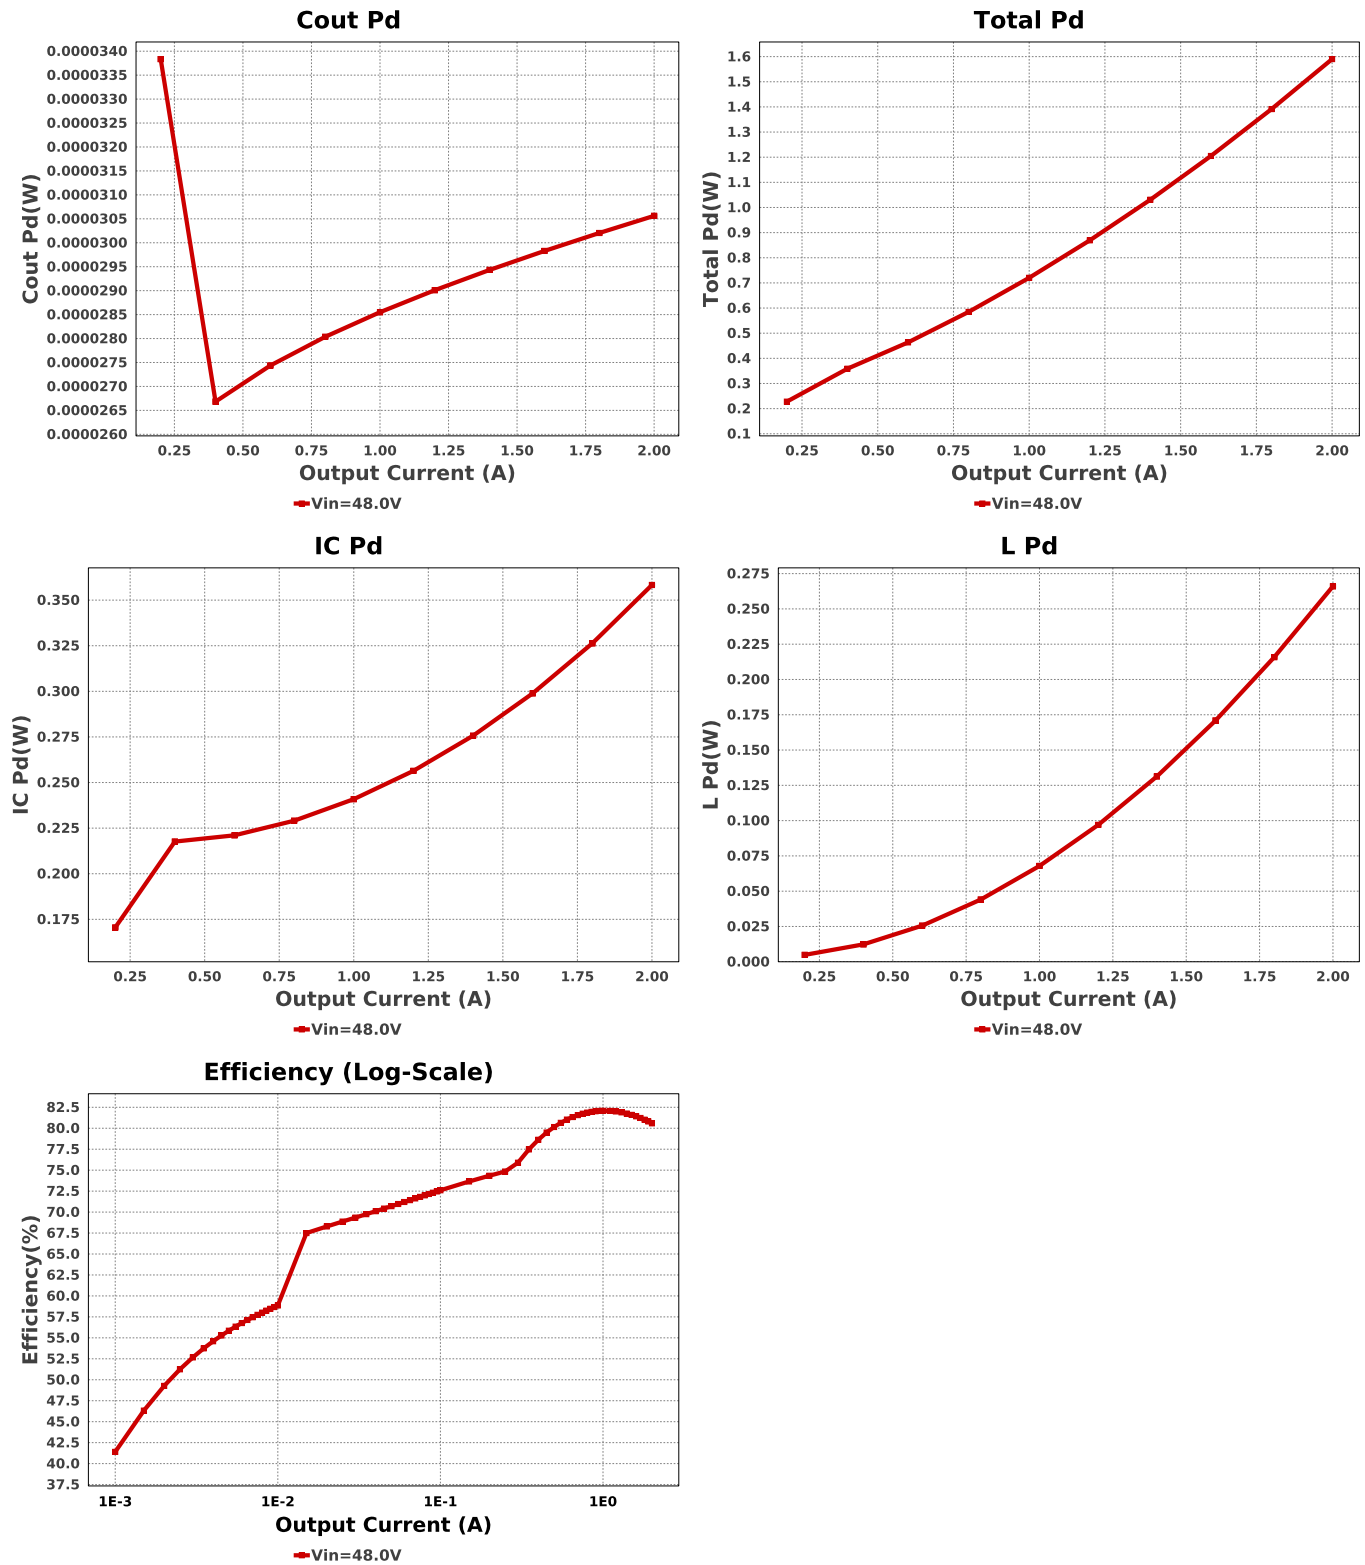 Cout Pd
0.0000340
0.0000335
0.0000330
0.0000325
0.0000320
0.0000315
0.0000310
0.0000305
0.0000300
0.0000295
0.0000290
0.0000285
0.0000280
0.0000275
0.0000270
0.0000265
0.0000260
Cout Pd(W)
0.25 0.50 0.75 1.00 1.25 1.50 1.75 2.00
Output Current (A)
Vin=48.0V
Total Pd
1.6
1.5
1.4
1.3
1.2
1.1
1.0
0.9
0.8
0.7
0.6
0.5
0.4
0.3
0.2
0.1
Total Pd(W)
0.25 0.50 0.75 1.00 1.25 1.50 1.75 2.00
Output Current (A)
Vin=48.0V
IC Pd
0.350
0.325
0.300
0.275
0.250
0.225
0.200
0.175
IC Pd(W)
0.25 0.50 0.75 1.00 1.25 1.50 1.75 2.00
Output Current (A)
Vin=48.0V
L Pd
0.275
0.250
0.225
0.200
0.175
0.150
0.125
0.100
0.075
0.050
0.025
0.000
L Pd(W)
0.25 0.50 0.75 1.00 1.25 1.50 1.75 2.00
Output Current (A)
Vin=48.0V
Efficiency (Log-Scale)
82.5
80.0
77.5
75.0
72.5
70.0
67.5
65.0
62.5
60.0
57.5
55.0
52.5
50.0
47.5
45.0
42.5
40.0
37.5
Efficiency(%)
1E-3 1E-2 1E-1 1E0
Output Current (A)
Vin=48.0V